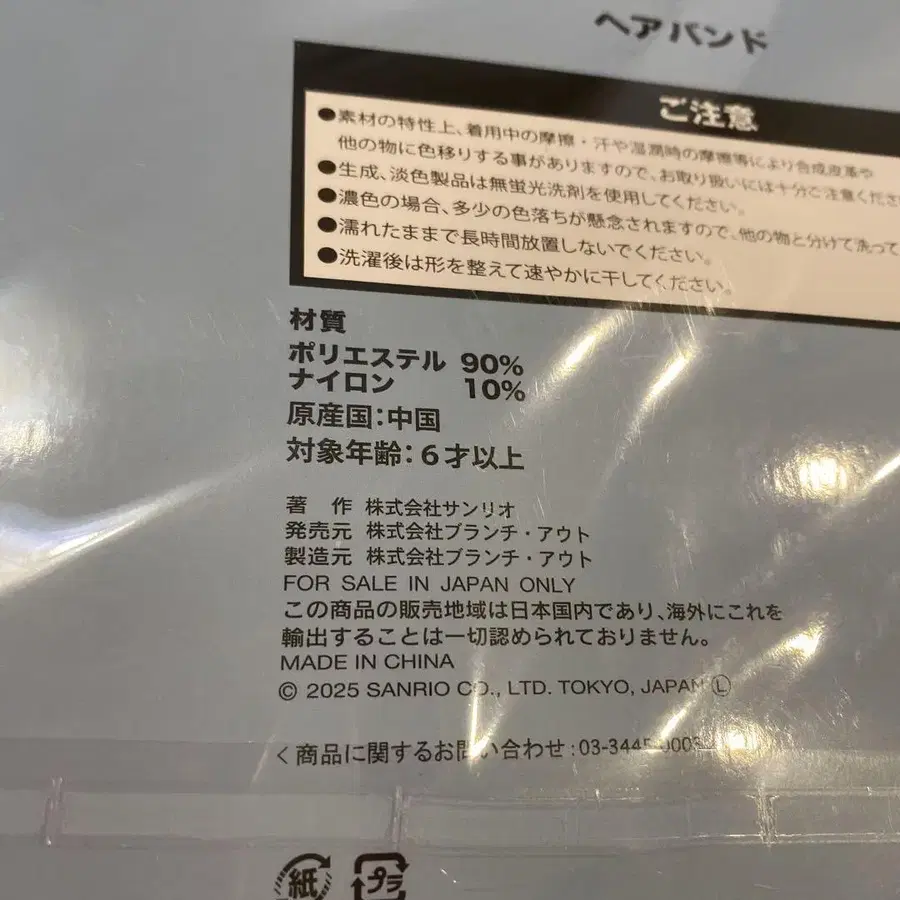 ヘアバンド
ご注意
●素材の特性上、着用中の摩擦・汗や湿潤時の摩擦等により合成皮革や
他の物に色移りする事がありますので、お取り扱いには十分ご注意くださ
●生成、淡色製品は無蛍光洗剤を使用してください。
●濃色の場合、多少の色落ちが懸念されますので、他の物と分けて洗って
●濡れたままで長時間放置しないでください。
●洗濯後は形を整えて速やかに干してください。
材質
ポリエステル 90%
ナイロン 10%
原産国:中国
対象年齢:6才以上
著 作 株式会社サンリオ
発売元 株式会社ブランチ・アウト
製造元 株式会社ブランチ・アウト
FOR SALE IN JAPAN ONLY
この商品の販売地域は日本国内であり、海外にこれを
輸出することは一切認められておりません。
MADE IN CHINA
© 2025 SANRIO CO., LTD. TOKYO, JAPAN Ⓛ
<商品に関するお問い合わせ:03-3445-0003
紙
プラ